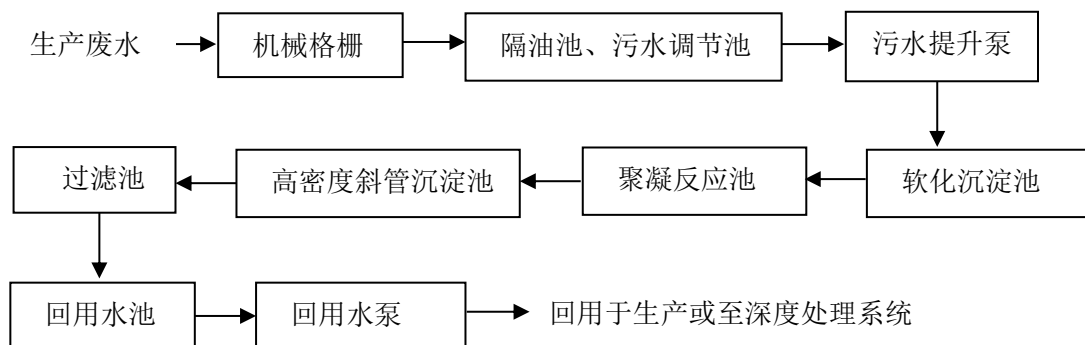 生产废水
机械格栅
隔油池、污水调节池
污水提升泵
软化沉淀池
聚凝反应池
高密度斜管沉淀池
过滤池
回用水池
回用水泵
回用于生产或至深度处理系统